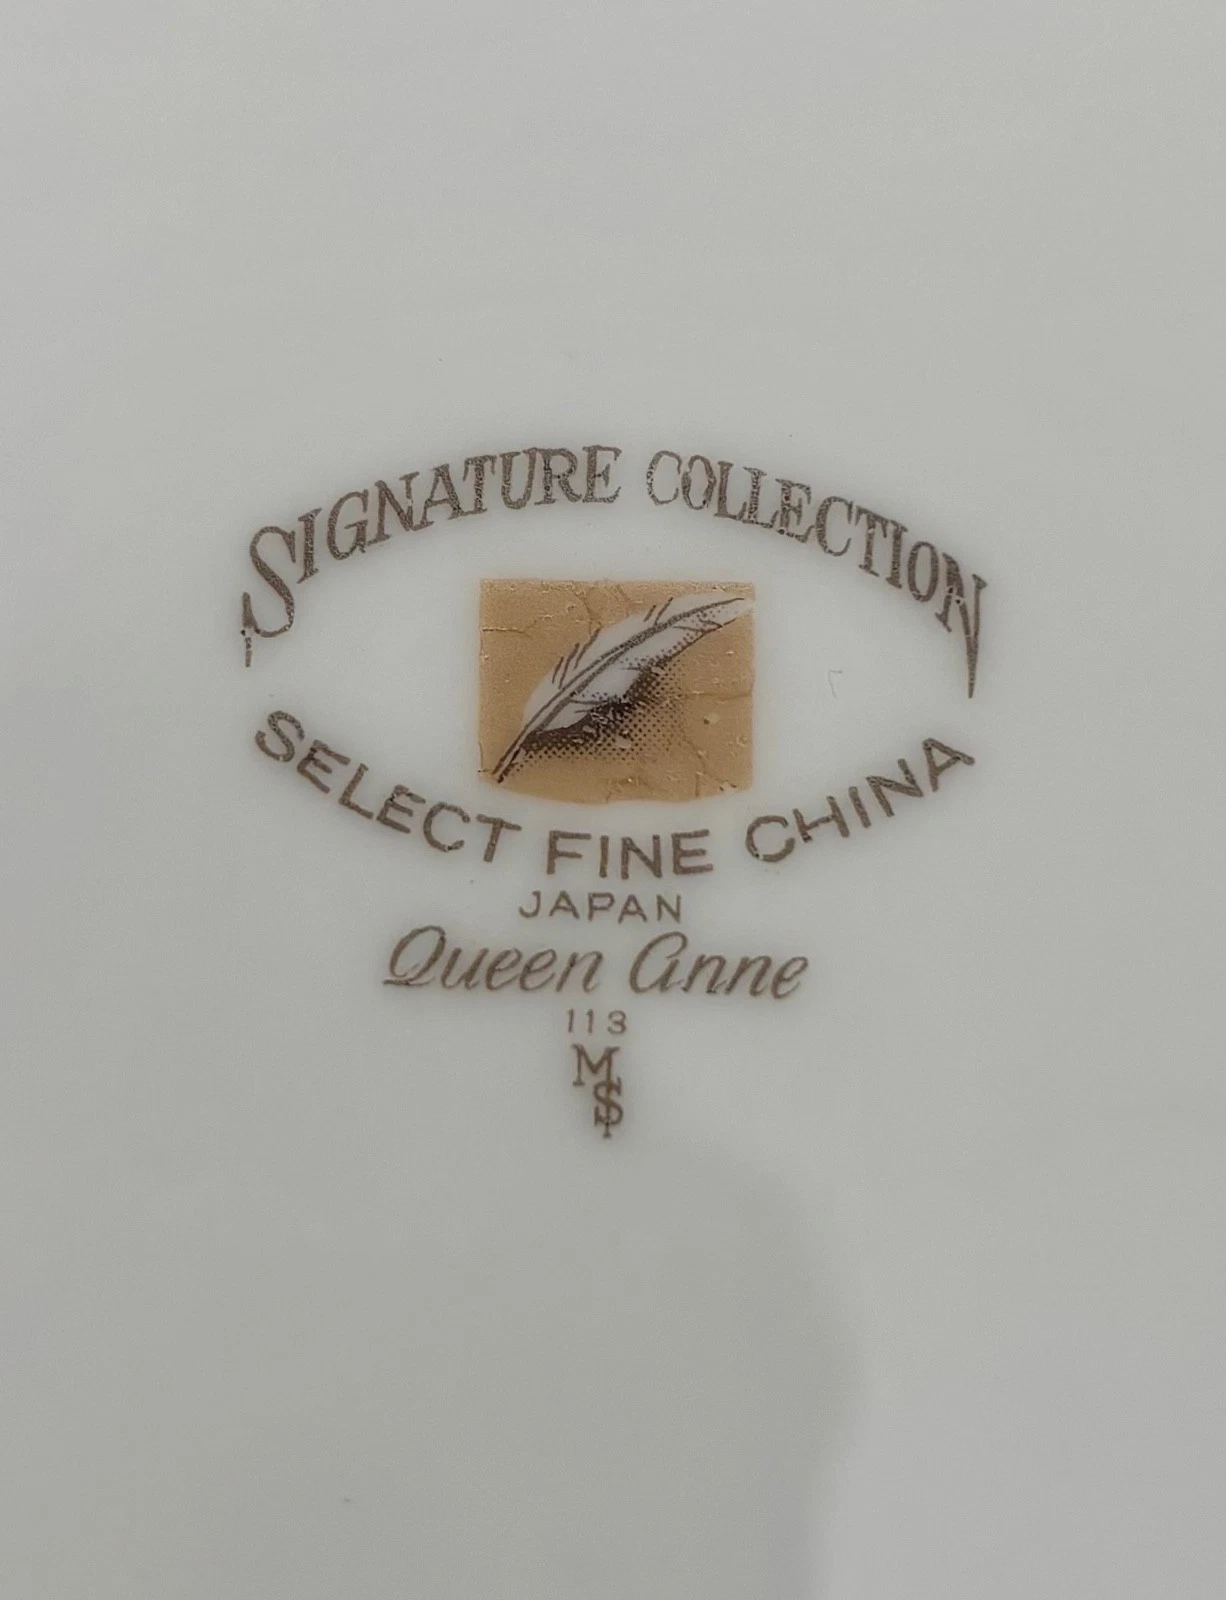 SIGNATURE COLLECTION
SELECT FINE CHINA
JAPAN
Queen Anne
113
MS